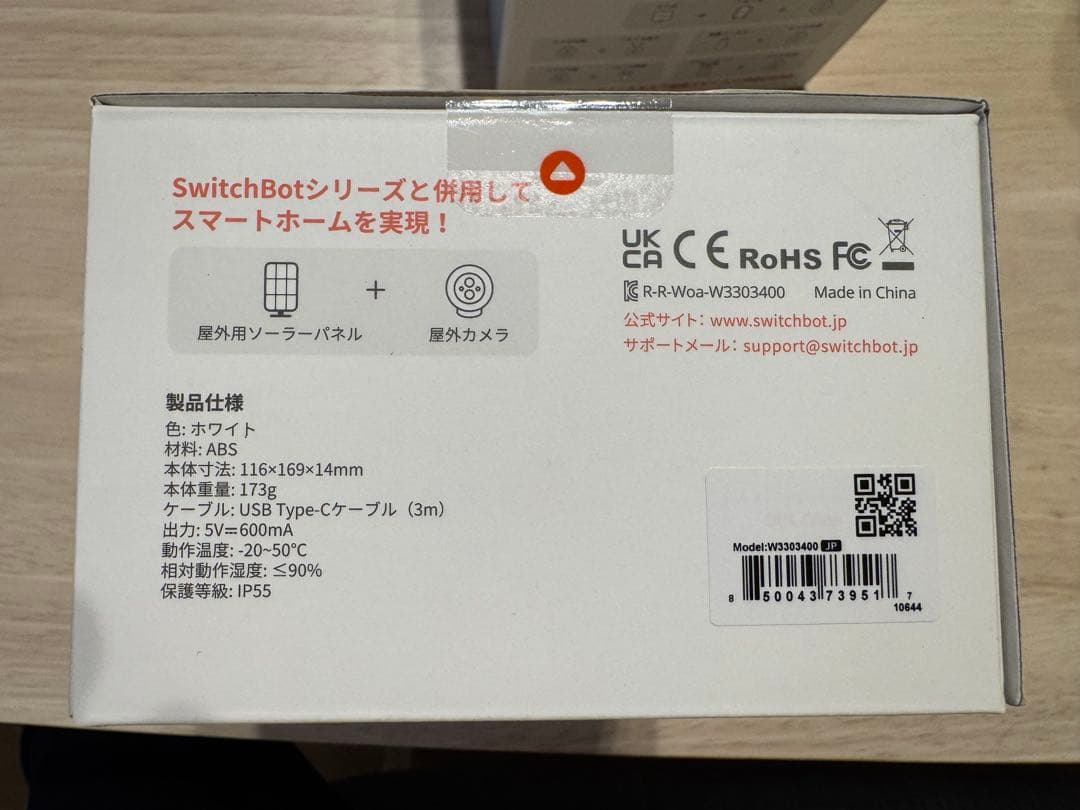 SwitchBotシリーズと併用して
スマートホームを実現！
+
屋外用ソーラーパネル
屋外カメラ
UK
CA CE RoHS FC
R-R-Woa-W3303400 Made in China
公式サイト: www.switchbot.jp
サポートメール: support@switchbot.jp
製品仕様
色: ホワイト
材料: ABS
本体寸法: 116×169×14mm
本体重量: 173g
ケーブル: USB Type-Cケーブル（3m）
出力: 5V⎓600mA
動作温度: -20~50℃
相対動作湿度: ≤90%
保護等級: IP55
Model:W3303400 JP
8 50043 73951 7
10644